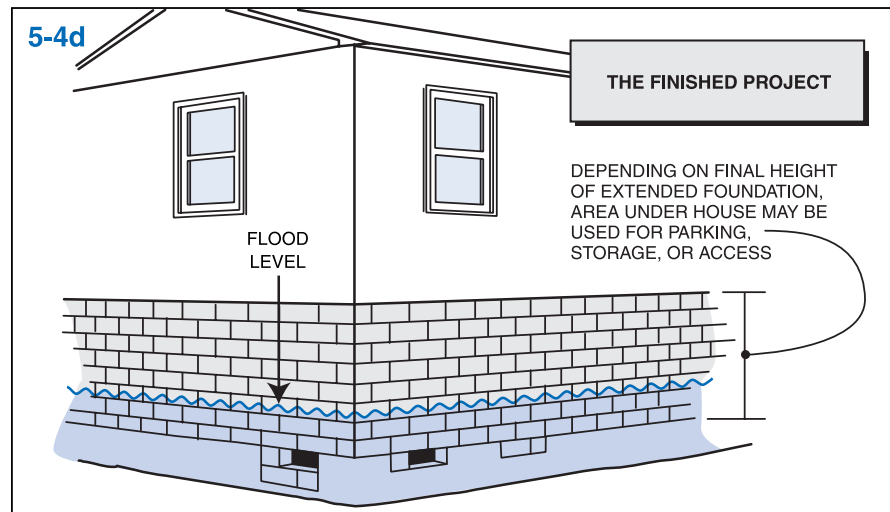 5-4d
THE FINISHED PROJECT
DEPENDING ON FINAL HEIGHT
OF EXTENDED FOUNDATION,
AREA UNDER HOUSE MAY BE
USED FOR PARKING,
STORAGE, OR ACCESS
FLOOD
LEVEL